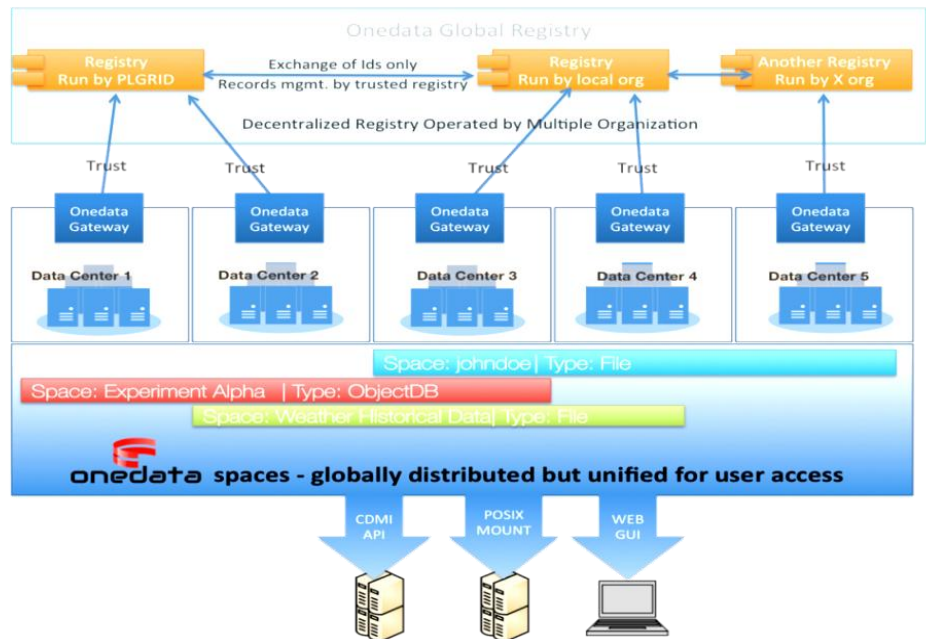 Onedata Global Registry
Registry
Run by PLGRID
Exchange of Ids only
Records mgmt. by trusted registry
Registry
Run by local org
Another Registry
Run by X org
Decentralized Registry Operated by Multiple Organization
Trust
Trust
Trust
Trust
Trust
Onedata
Gateway
Onedata
Gateway
Onedata
Gateway
Onedata
Gateway
Onedata
Gateway
Data Center 1
Data Center 2
Data Center 3
Data Center 4
Data Center 5
Space: johndoe| Type: File
Space: Experiment Alpha | Type: ObjectDB
Space: Weather Historical Data| Type: File
onedata spaces - globally distributed but unified for user access
CDMI
API
POSIX
MOUNT
WEB
GUI